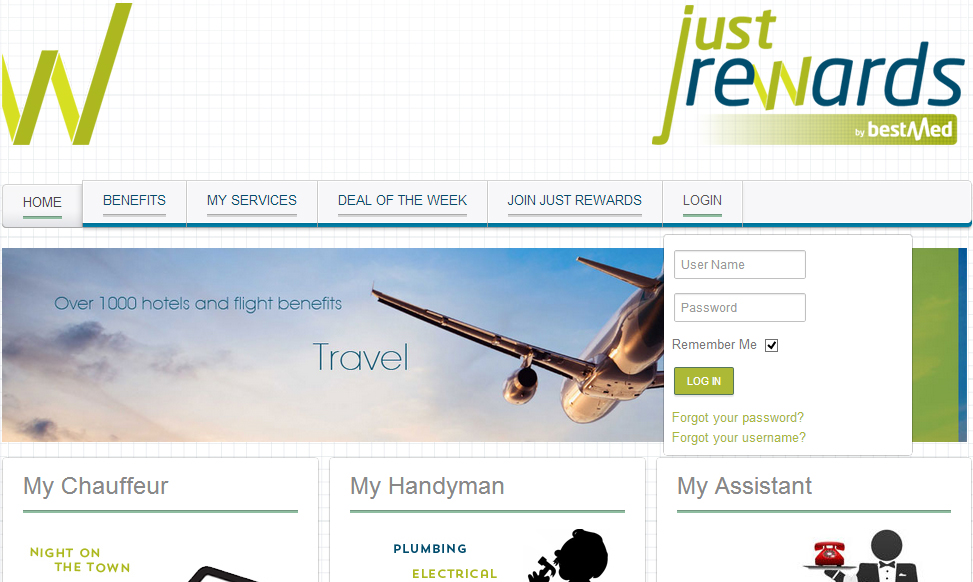 just
rewards
by bestMed
HOME
BENEFITS
MY SERVICES
DEAL OF THE WEEK
JOIN JUST REWARDS
LOGIN
User Name
Password
Remember Me
LOG IN
Forgot your password?
Forgot your username?
Over 1000 hotels and flight benefits
Travel
My Chauffeur
NIGHT ON
THE TOWN
My Handyman
PLUMBING
ELECTRICAL
My Assistant